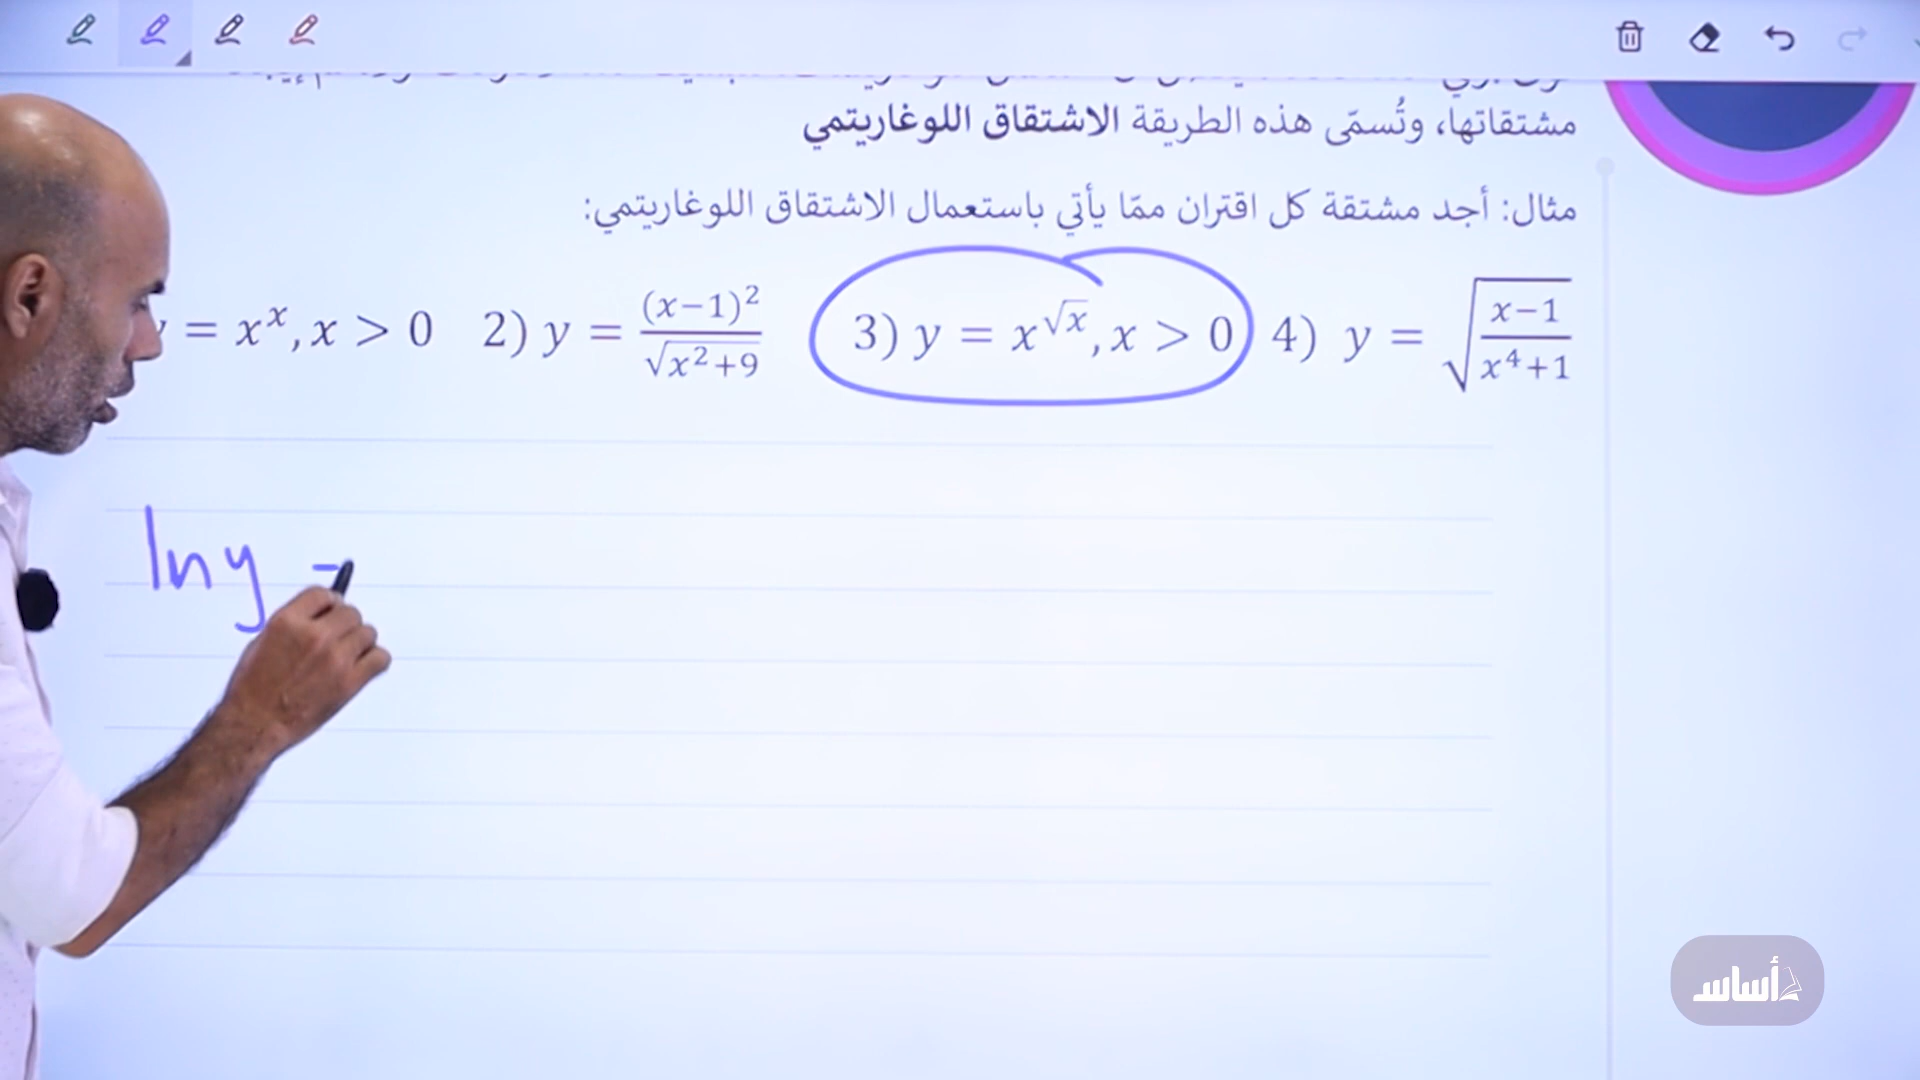 مشتقاتها، وتُسمّى هذه الطريقة الاشتقاق اللوغاريتمي
مثال: أجد مشتقة كل اقتران ممّا يأتي باستعمال الاشتقاق اللوغاريتمي:
= x^x, x > 0 2) y = (x−1)^2 / √(x^2+9) 3) y = x^√x, x > 0 4) y = √((x−1)/(x^4+1))
ln y
أساس